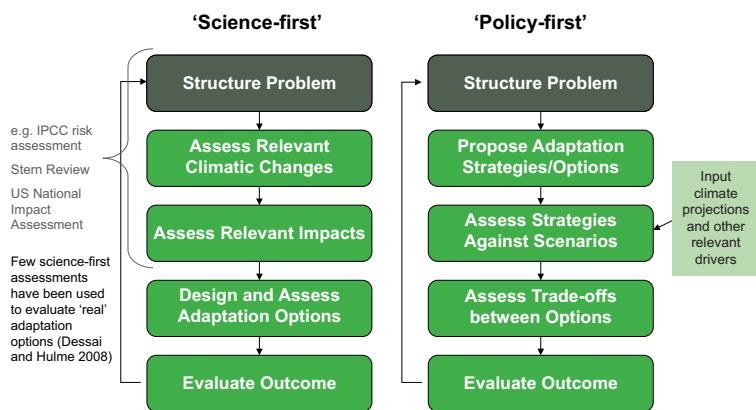 ‘Science-first’
Structure Problem
Assess Relevant
Climatic Changes
Assess Relevant Impacts
Design and Assess
Adaptation Options
Evaluate Outcome
e.g. IPCC risk
assessment
Stern Review
US National
Impact
Assessment
Few science-first
assessments
have been used
to evaluate ‘real’
adaptation
options (Dessai
and Hulme 2008)
‘Policy-first’
Structure Problem
Propose Adaptation
Strategies/Options
Assess Strategies
Against Scenarios
Assess Trade-offs
between Options
Evaluate Outcome
Input
climate
projections
and other
relevant
drivers